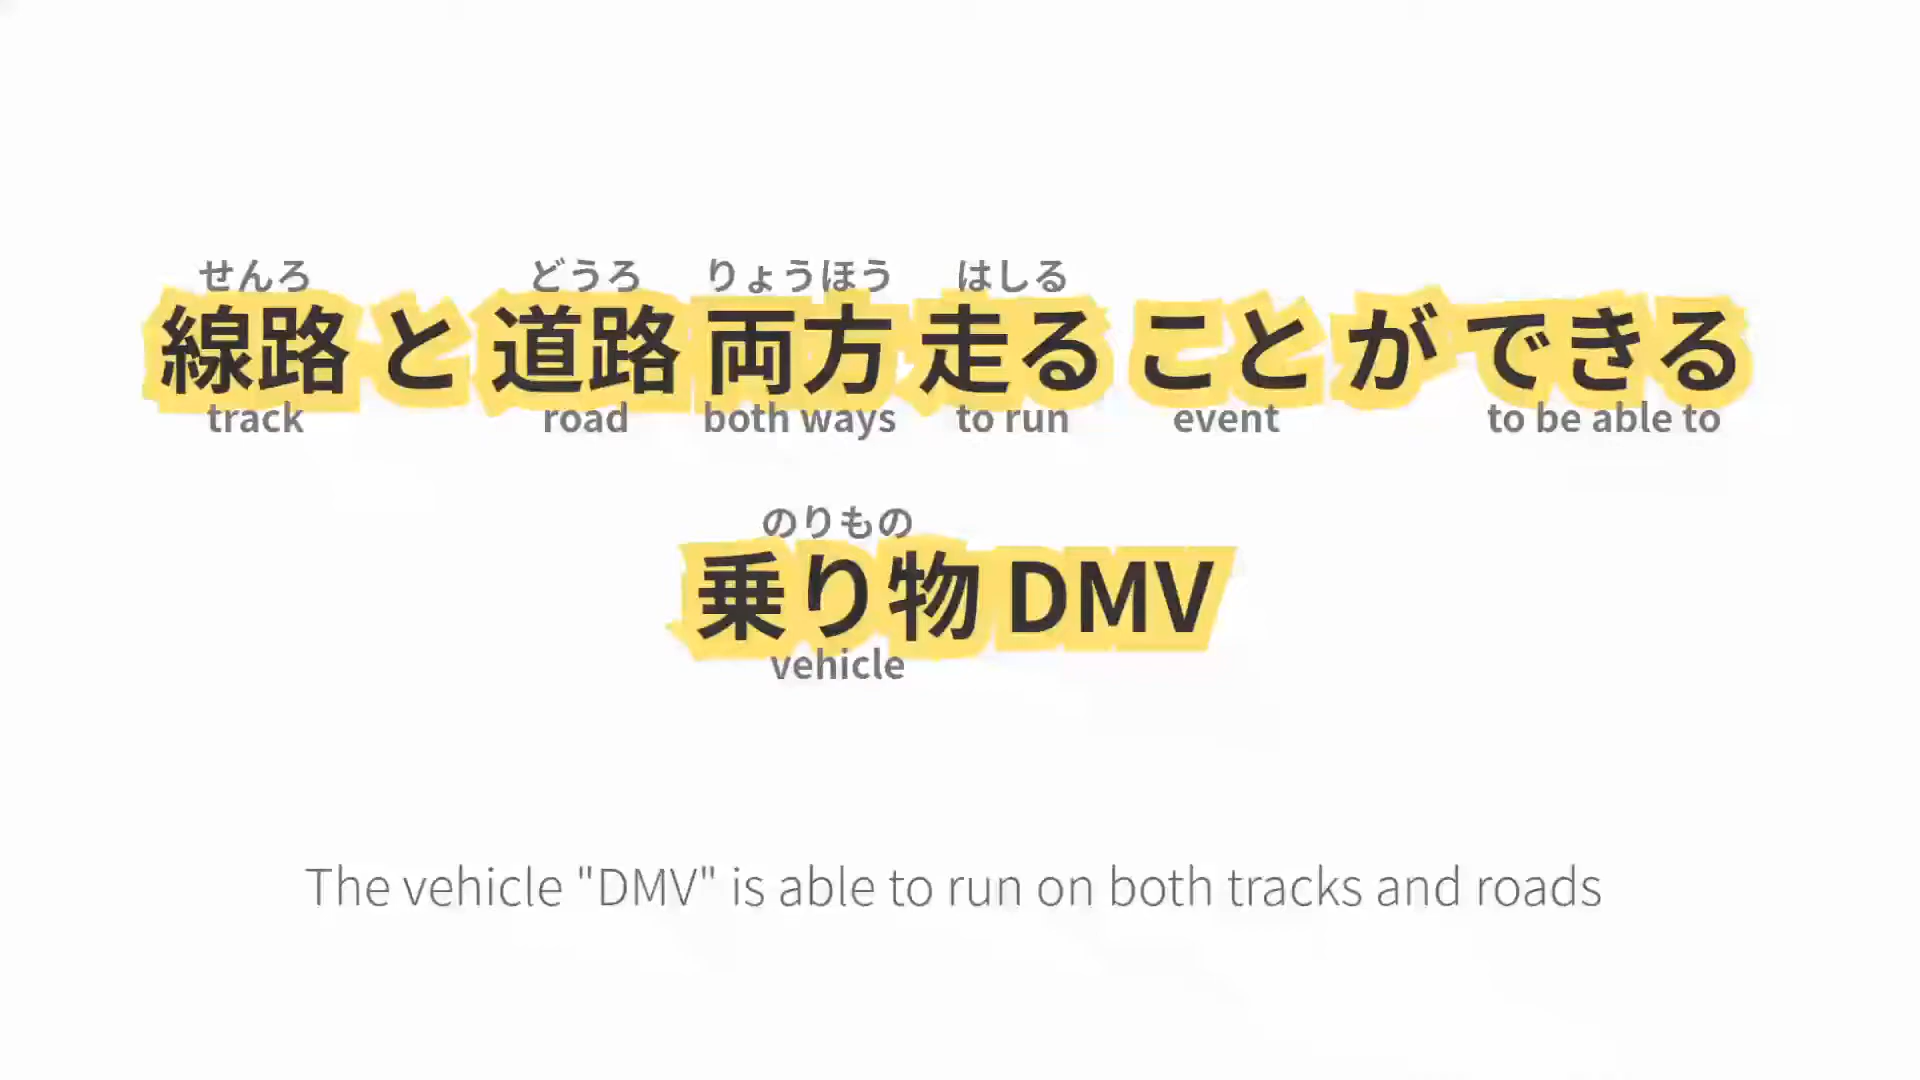 せんろ どうろ りょうほう はしる
線路 と 道路 両方 走る こと が できる
track road both ways to run event to be able to
のりもの
乗り物 DMV
vehicle
The vehicle "DMV" is able to run on both tracks and roads